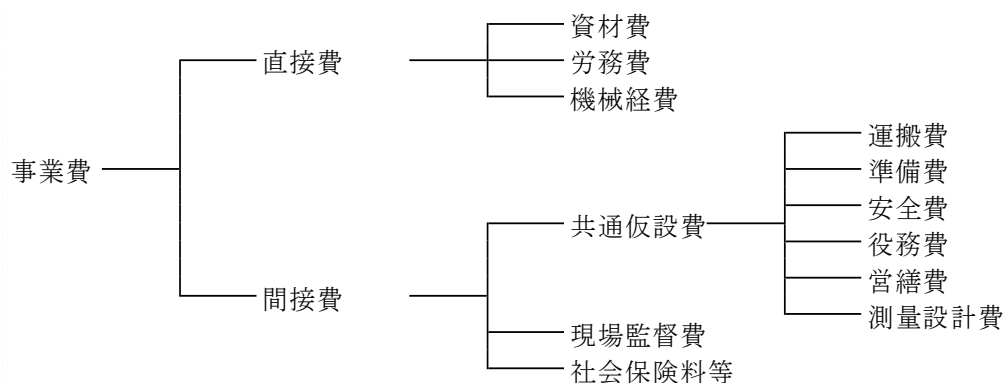 事業費
直接費
資材費
労務費
機械経費
間接費
共通仮設費
運搬費
準備費
安全費
役務費
営繕費
測量設計費
現場監督費
社会保険料等